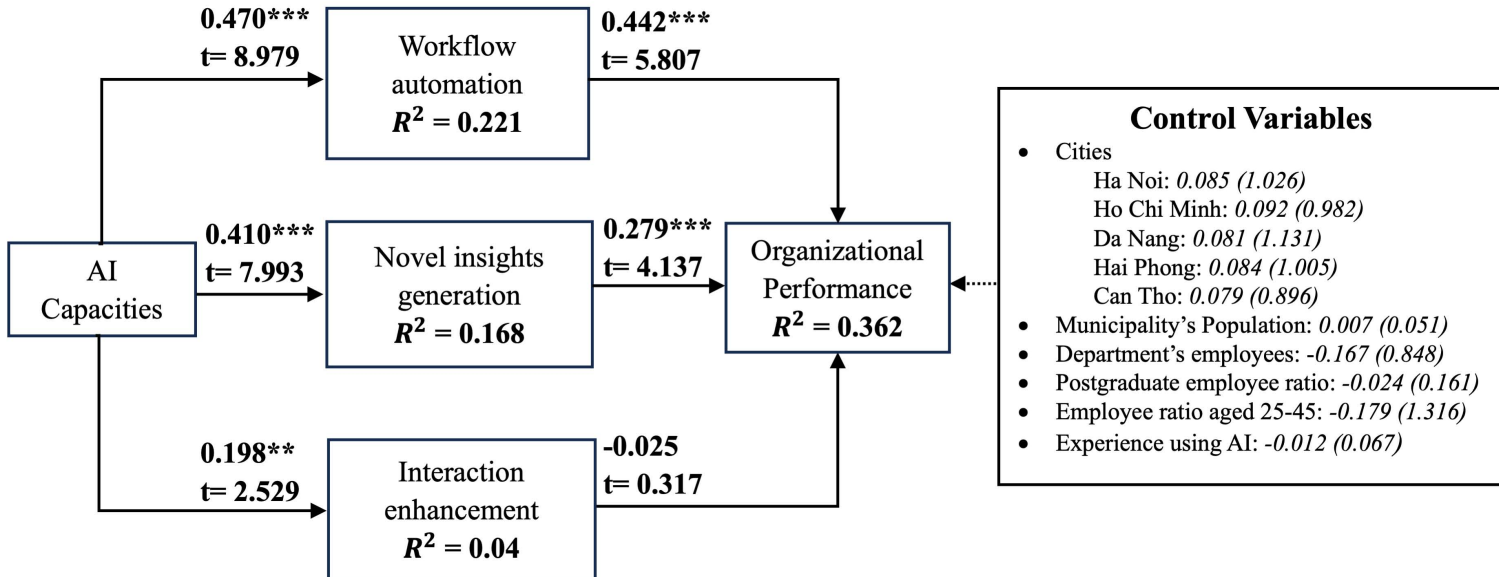 0.470***
t= 8.979
Workflow
automation
R² = 0.221
0.442***
t= 5.807
AI
Capacities
0.410***
t= 7.993
Novel insights
generation
R² = 0.168
0.279***
t= 4.137
Organizational
Performance
R² = 0.362
0.198**
t= 2.529
Interaction
enhancement
R² = 0.04
-0.025
t= 0.317
Control Variables
• Cities
Ha Noi: 0.085 (1.026)
Ho Chi Minh: 0.092 (0.982)
Da Nang: 0.081 (1.131)
Hai Phong: 0.084 (1.005)
Can Tho: 0.079 (0.896)
• Municipality’s Population: 0.007 (0.051)
• Department’s employees: -0.167 (0.848)
• Postgraduate employee ratio: -0.024 (0.161)
• Employee ratio aged 25-45: -0.179 (1.316)
• Experience using AI: -0.012 (0.067)